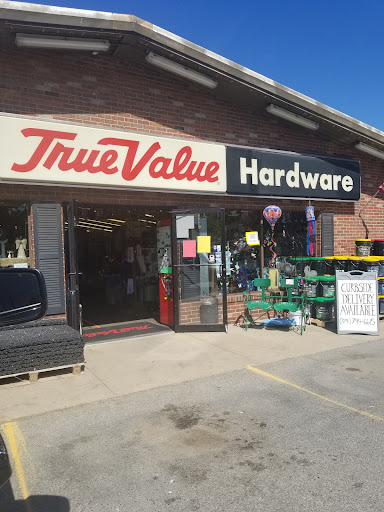 True Value
Hardware
CURBSIDE
DELIVERY
AVAILABLE